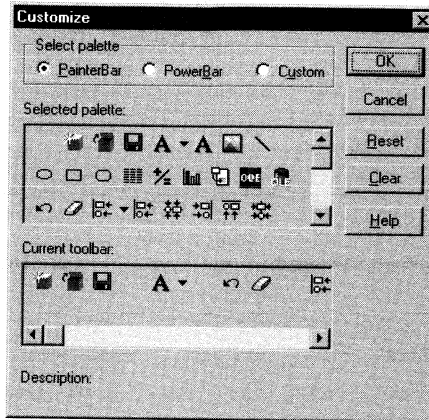 Customize
Select palette
PainterBar
PowerBar
Custom
OK
Cancel
Selected palette:
A
A
Reset
Clear
Help
Current toolbar:
A
Description: